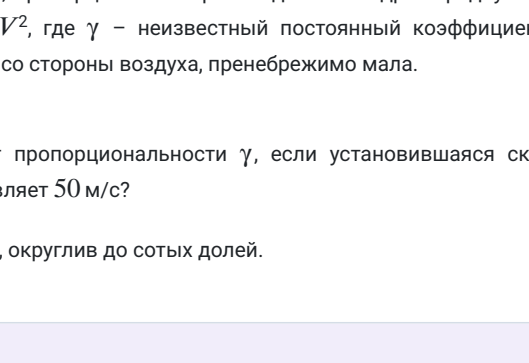 V², где γ – неизвестный постоянный коэффициен
со стороны воздуха, пренебрежимо мала.
пропорциональности γ, если установившаяся ск
вляет 50 м/с?
, округлив до сотых долей.